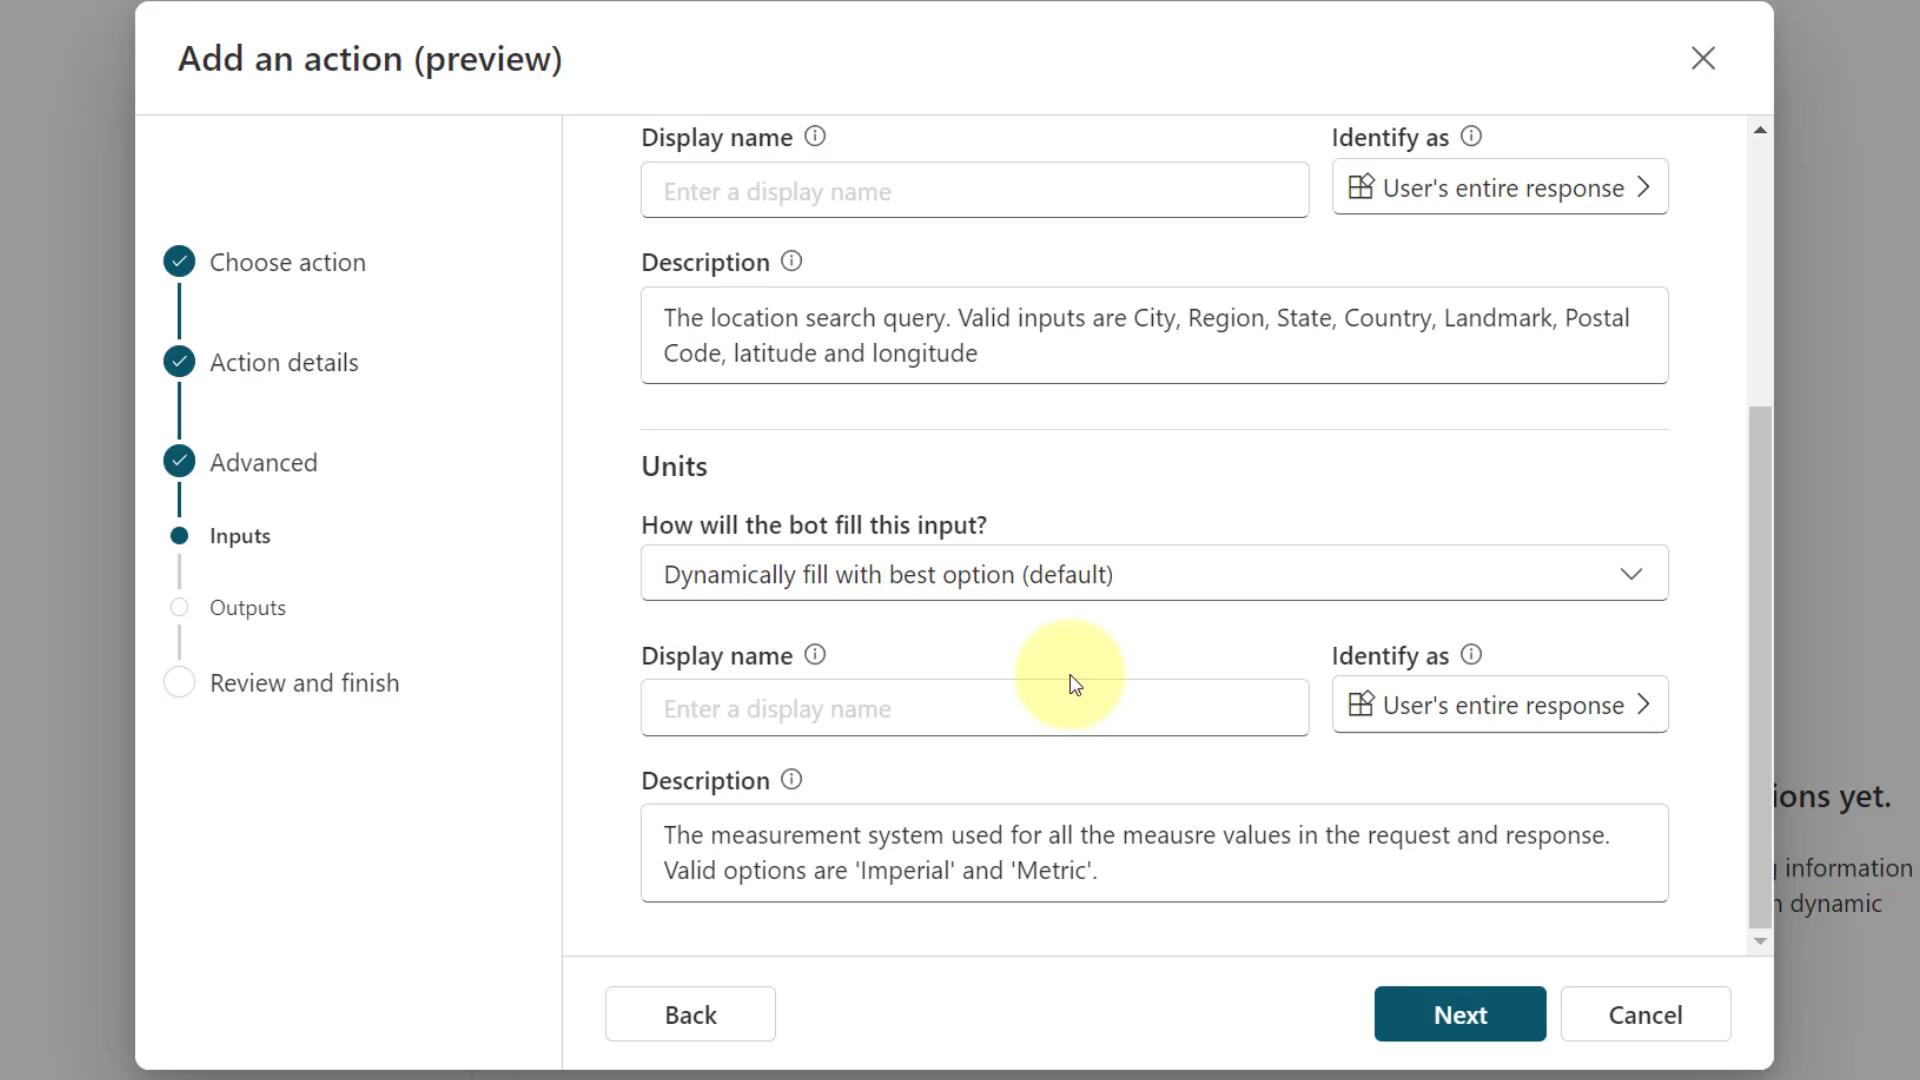 Add an action (preview)
Choose action
Action details
Advanced
Inputs
Outputs
Review and finish
Display name
Identify as
Enter a display name
User's entire response
Description
The location search query. Valid inputs are City, Region, State, Country, Landmark, Postal
Code, latitude and longitude
Units
How will the bot fill this input?
Dynamically fill with best option (default)
Display name
Identify as
Enter a display name
User's entire response
Description
The measurement system used for all the meausre values in the request and response.
Valid options are 'Imperial' and 'Metric'.
Back
Next
Cancel
ions yet.
information
dynamic